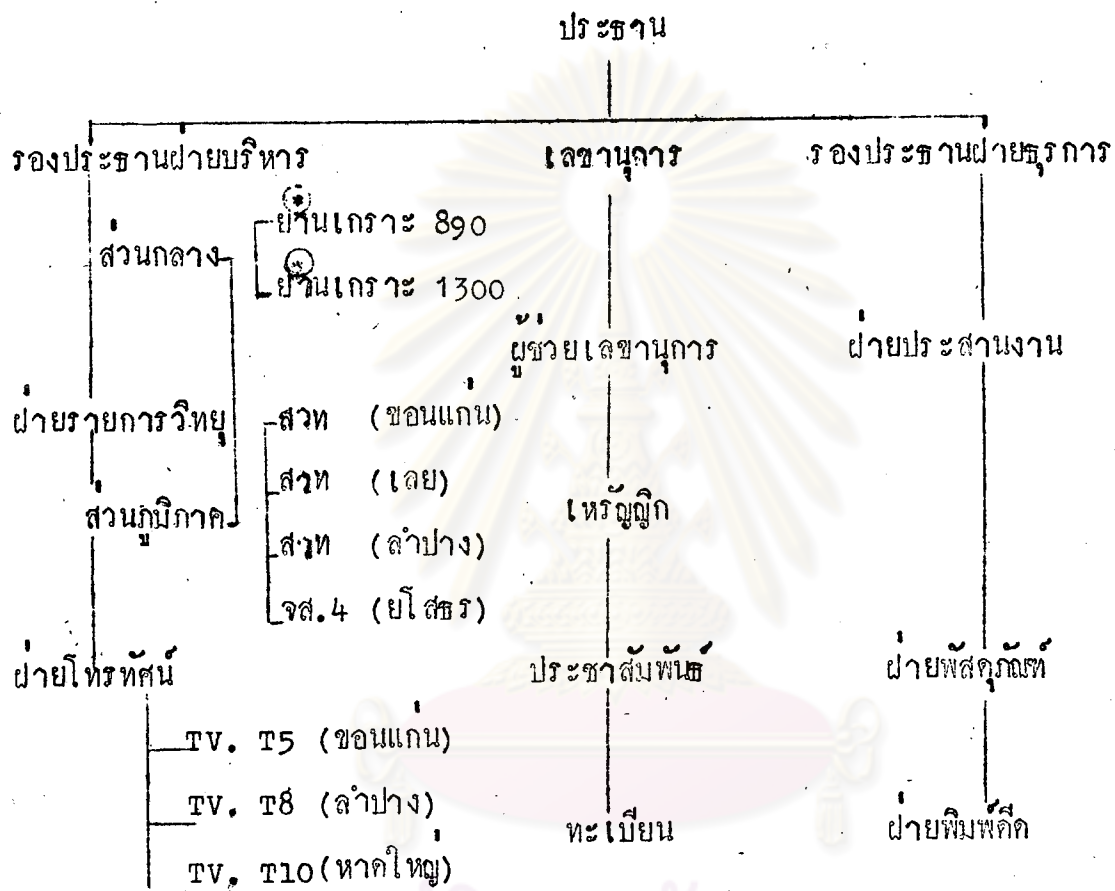 ประธาน
รองประธานฝ่ายบริหาร เลขานุการ รองประธานฝ่ายธุรการ
ย่านเกราะ 890
ส่วนกลาง
ย่านเกราะ 1300
ผู้ช่วยเลขานุการ ฝ่ายประสานงาน
ฝ่ายรายการวิทยุ สวท (ขอนแก่น)
สวท (เลย)
ส่วนภูมิภาค เหรัญญิก
สวท (ลำปาง)
จส.4 (ยโสธร)
ฝ่ายโทรทัศน์ ประชาสัมพันธ์ ฝ่ายพัสดุภัณฑ์
TV. T5 (ขอนแก่น)
TV. T8 (ลำปาง) ทะเบียน ฝ่ายพิมพ์ดีด
TV. T10 (หาดใหญ่)